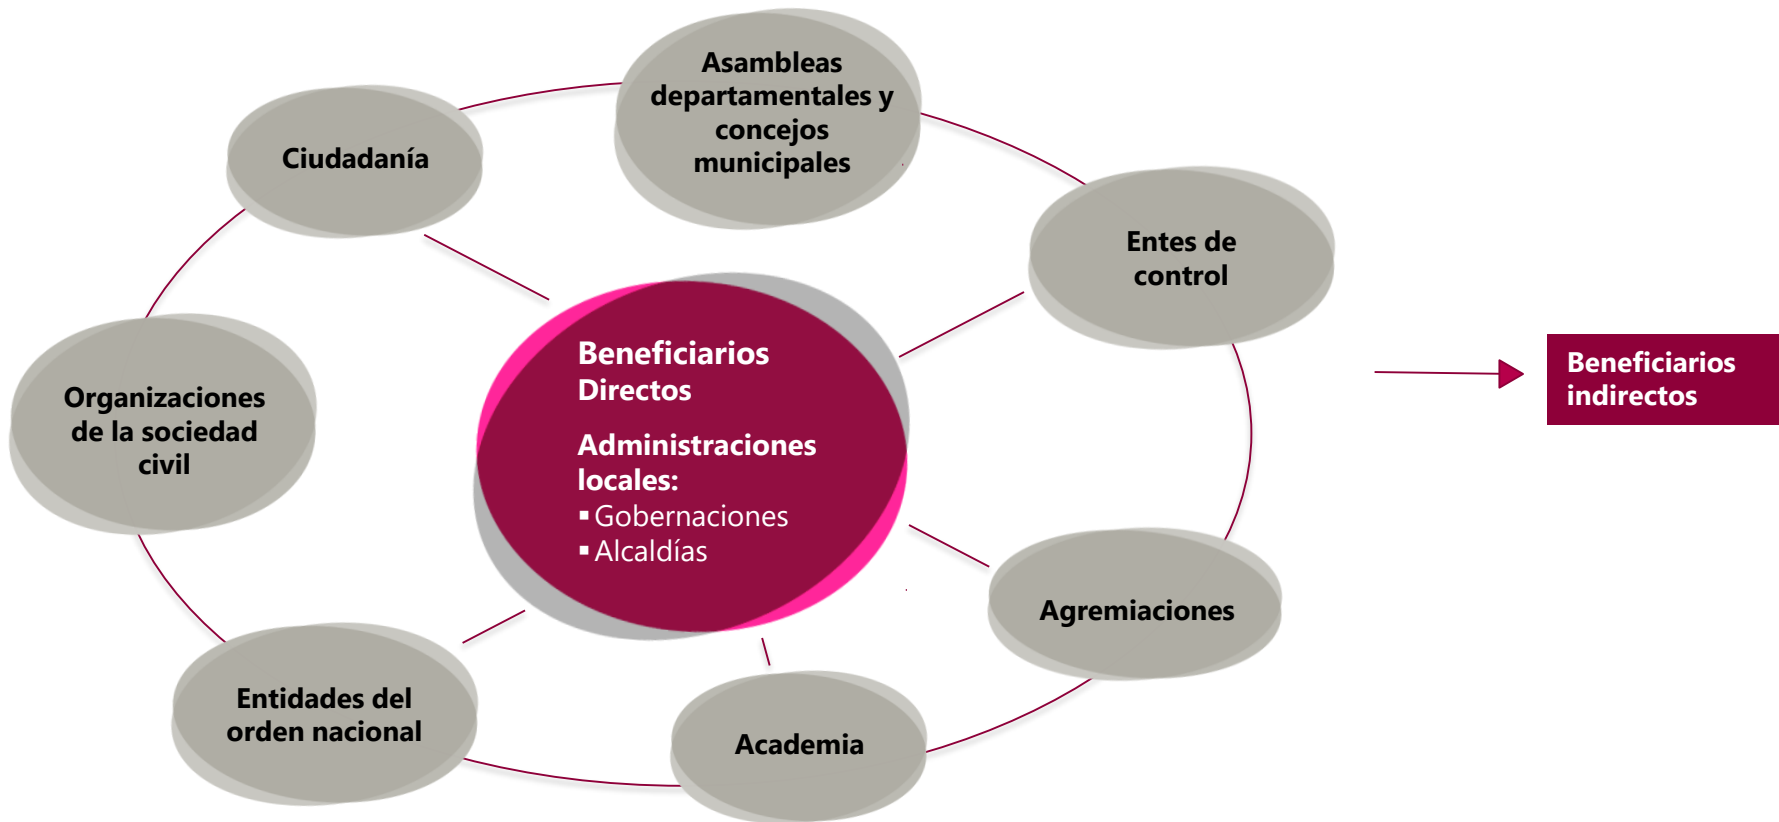 Asambleas
departamentales y
concejos
municipales
Ciudadanía
Entes de
control
Beneficiarios
Directos
Administraciones
locales:
▪ Gobernaciones
▪ Alcaldías
Beneficiarios
indirectos
Organizaciones
de la sociedad
civil
Agremiaciones
Entidades del
orden nacional
Academia